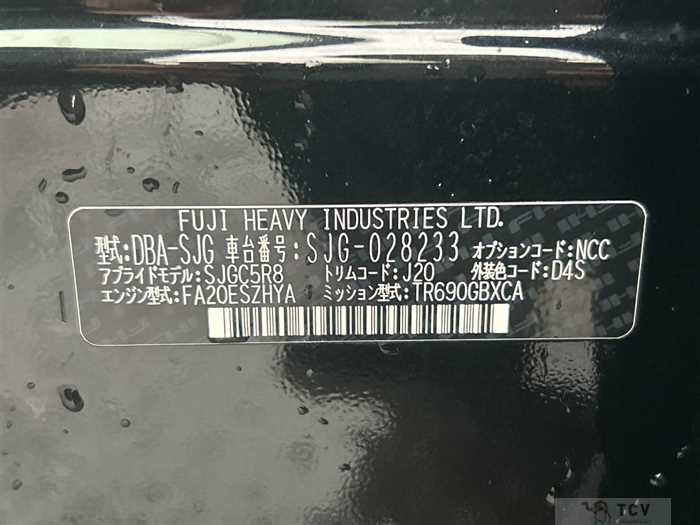 FUJI HEAVY INDUSTRIES LTD.
型式:DBA-SJG 車台番号:SJG-028233 オプションコード:NCC
アプライドモデル:SJGC5R8 トリムコード:J20 外装色コード:D4S
エンジン型式:FA20ESZHYA ミッション型式:TR690GBXCA
TCV